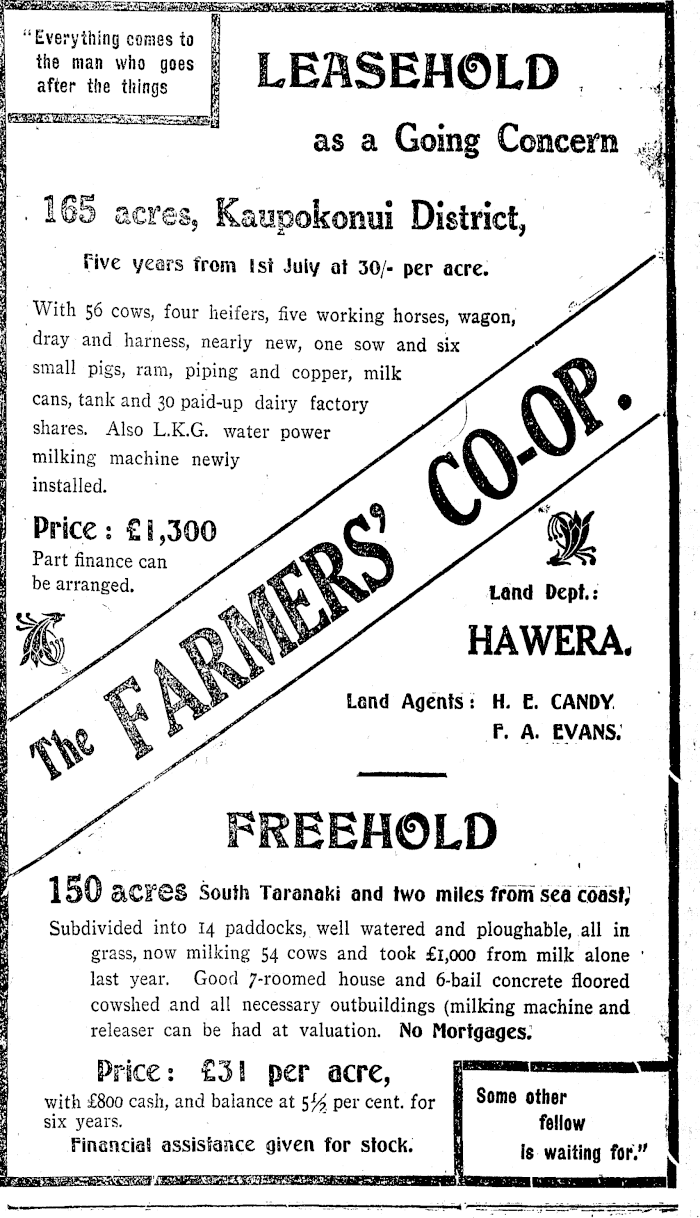 "Everything comes to
the man who goes
after the things
LEASEHOLD
as a Going Concern
165 acres, Kaupokonui District,
Five years from 1st July at 30/- per acre.
With 56 cows, four heifers, five working horses, wagon,
dray and harness, nearly new, one sow and six
small pigs, ram, piping and copper, milk
cans, tank and 30 paid-up dairy factory
shares. Also L.K.G. water power
milking machine newly
installed.
Price: £1,300
Part finance can
be arranged.
The FARMERS' CO-OP.
Land Dept.:
HAWERA.
Land Agents: H. E. CANDY.
F. A. EVANS.
FREEHOLD
150 acres South Taranaki and two miles from sea coast,
Subdivided into 14 paddocks, well watered and ploughable, all in
grass, now milking 54 cows and took £1,000 from milk alone
last year. Good 7-roomed house and 6-bail concrete floored
cowshed and all necessary outbuildings (milking machine and
releaser can be had at valuation. No Mortgages.
Price: £31 per acre,
with £800 cash, and balance at 5½ per cent. for
six years.
Financial assistance given for stock.
Some other
fellow
is waiting for."